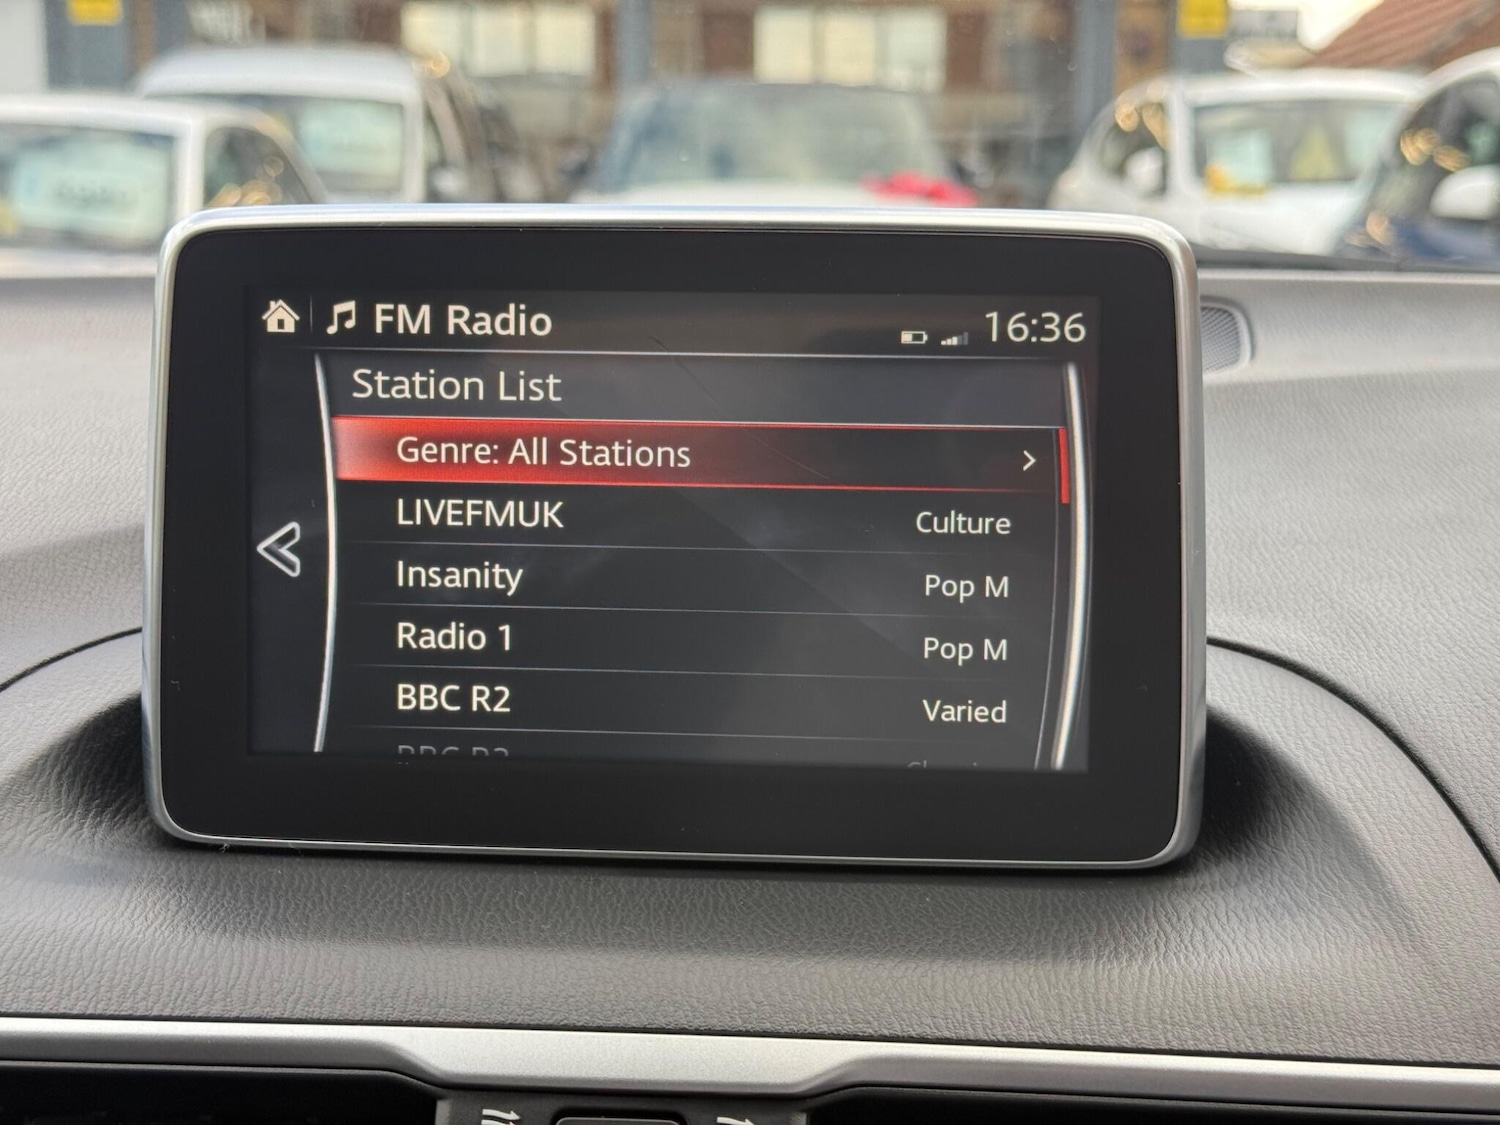 FM Radio
16:36
Station List
Genre: All Stations
LIVEFMUK Culture
Insanity Pop M
Radio 1 Pop M
BBC R2 Varied